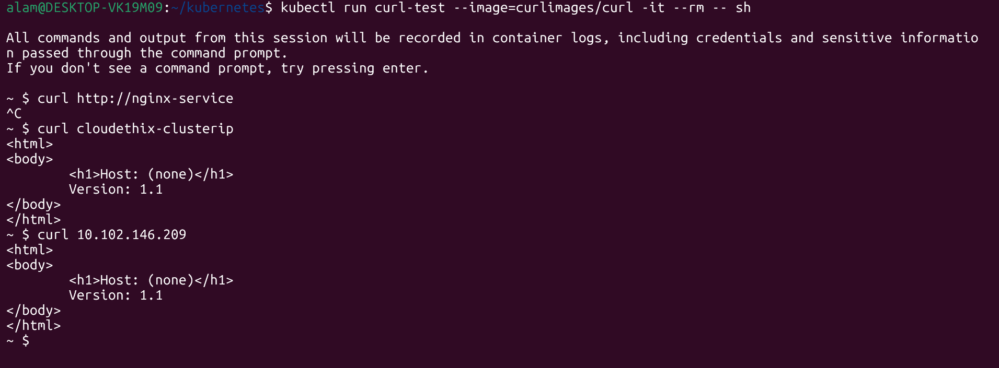 alam@DESKTOP-VK19M09:~/kubernetes$ kubectl run curl-test --image=curlimages/curl -it --rm -- sh
All commands and output from this session will be recorded in container logs, including credentials and sensitive informatio
n passed through the command prompt.
If you don't see a command prompt, try pressing enter.
~ $ curl http://nginx-service
^C
~ $ curl cloudethix-clusterip
<html>
<body>
        <h1>Host: (none)</h1>
        Version: 1.1
</body>
</html>
~ $ curl 10.102.146.209
<html>
<body>
        <h1>Host: (none)</h1>
        Version: 1.1
</body>
</html>
~ $